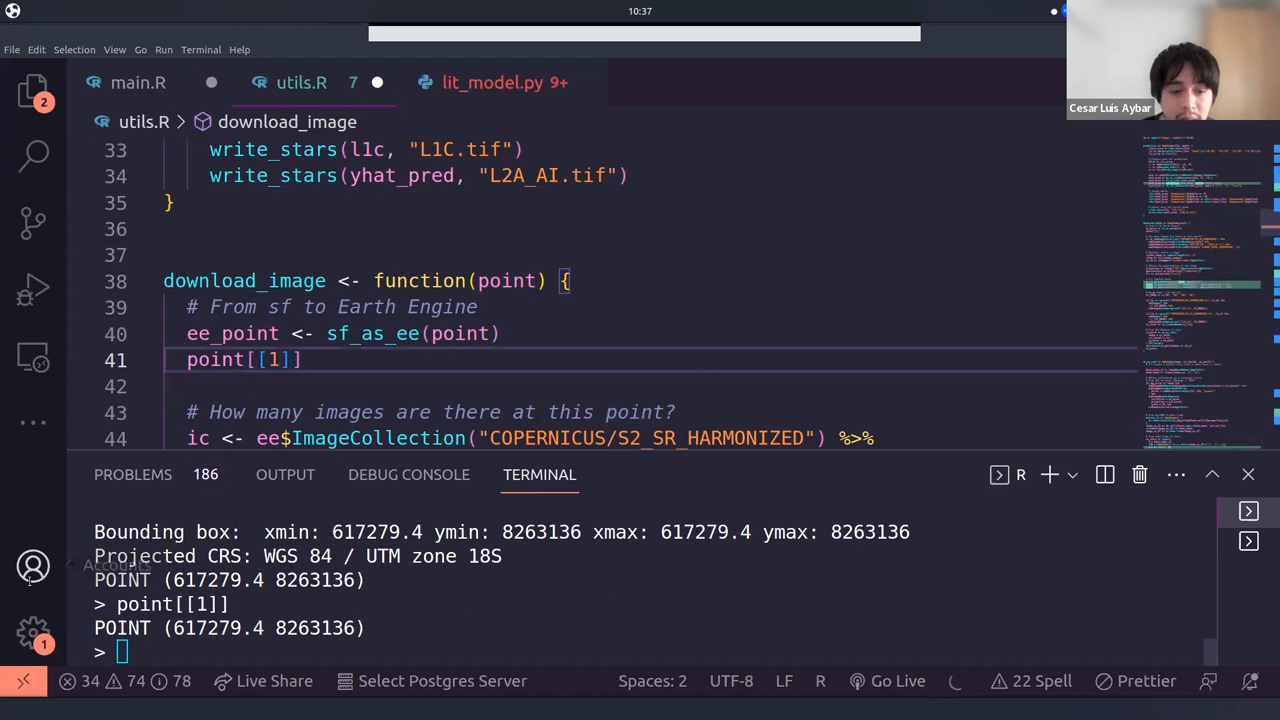 10:37
File Edit Selection View Go Run Terminal Help
Cesar Luis Aybar
main.R
utils.R 7
lit_model.py 9+
2
utils.R > download_image
33 write_stars(l1c, "L1C.tif")
34 write_stars(yhat_pred, "L2A_AI.tif")
35 }
36
37
38 download_image <- function(point) {
39 # From sf to Earth Engine
40 ee_point <- sf_as_ee(point)
41 point[[1]]
42
43 # How many images are there at this point?
44 ic <- ee$ImageCollection("COPERNICUS/S2_SR_HARMONIZED") %>%
PROBLEMS 186 OUTPUT DEBUG CONSOLE TERMINAL
R
Bounding box: xmin: 617279.4 ymin: 8263136 xmax: 617279.4 ymax: 8263136
Projected CRS: WGS 84 / UTM zone 18S
Accounts
POINT (617279.4 8263136)
> point[[1]]
POINT (617279.4 8263136)
>
1
34 74 78 Live Share Select Postgres Server Spaces: 2 UTF-8 LF R Go Live 22 Spell Prettier